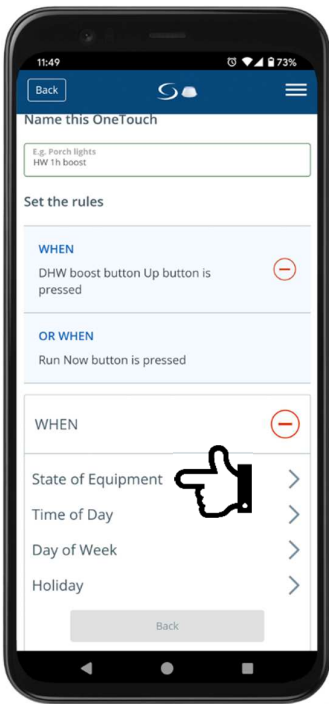 11:49
73%
Back
Name this OneTouch
E.g. Porch lights
HW 1h boost
Set the rules
WHEN
DHW boost button Up button is
pressed
OR WHEN
Run Now button is pressed
WHEN
State of Equipment
Time of Day
Day of Week
Holiday
Back